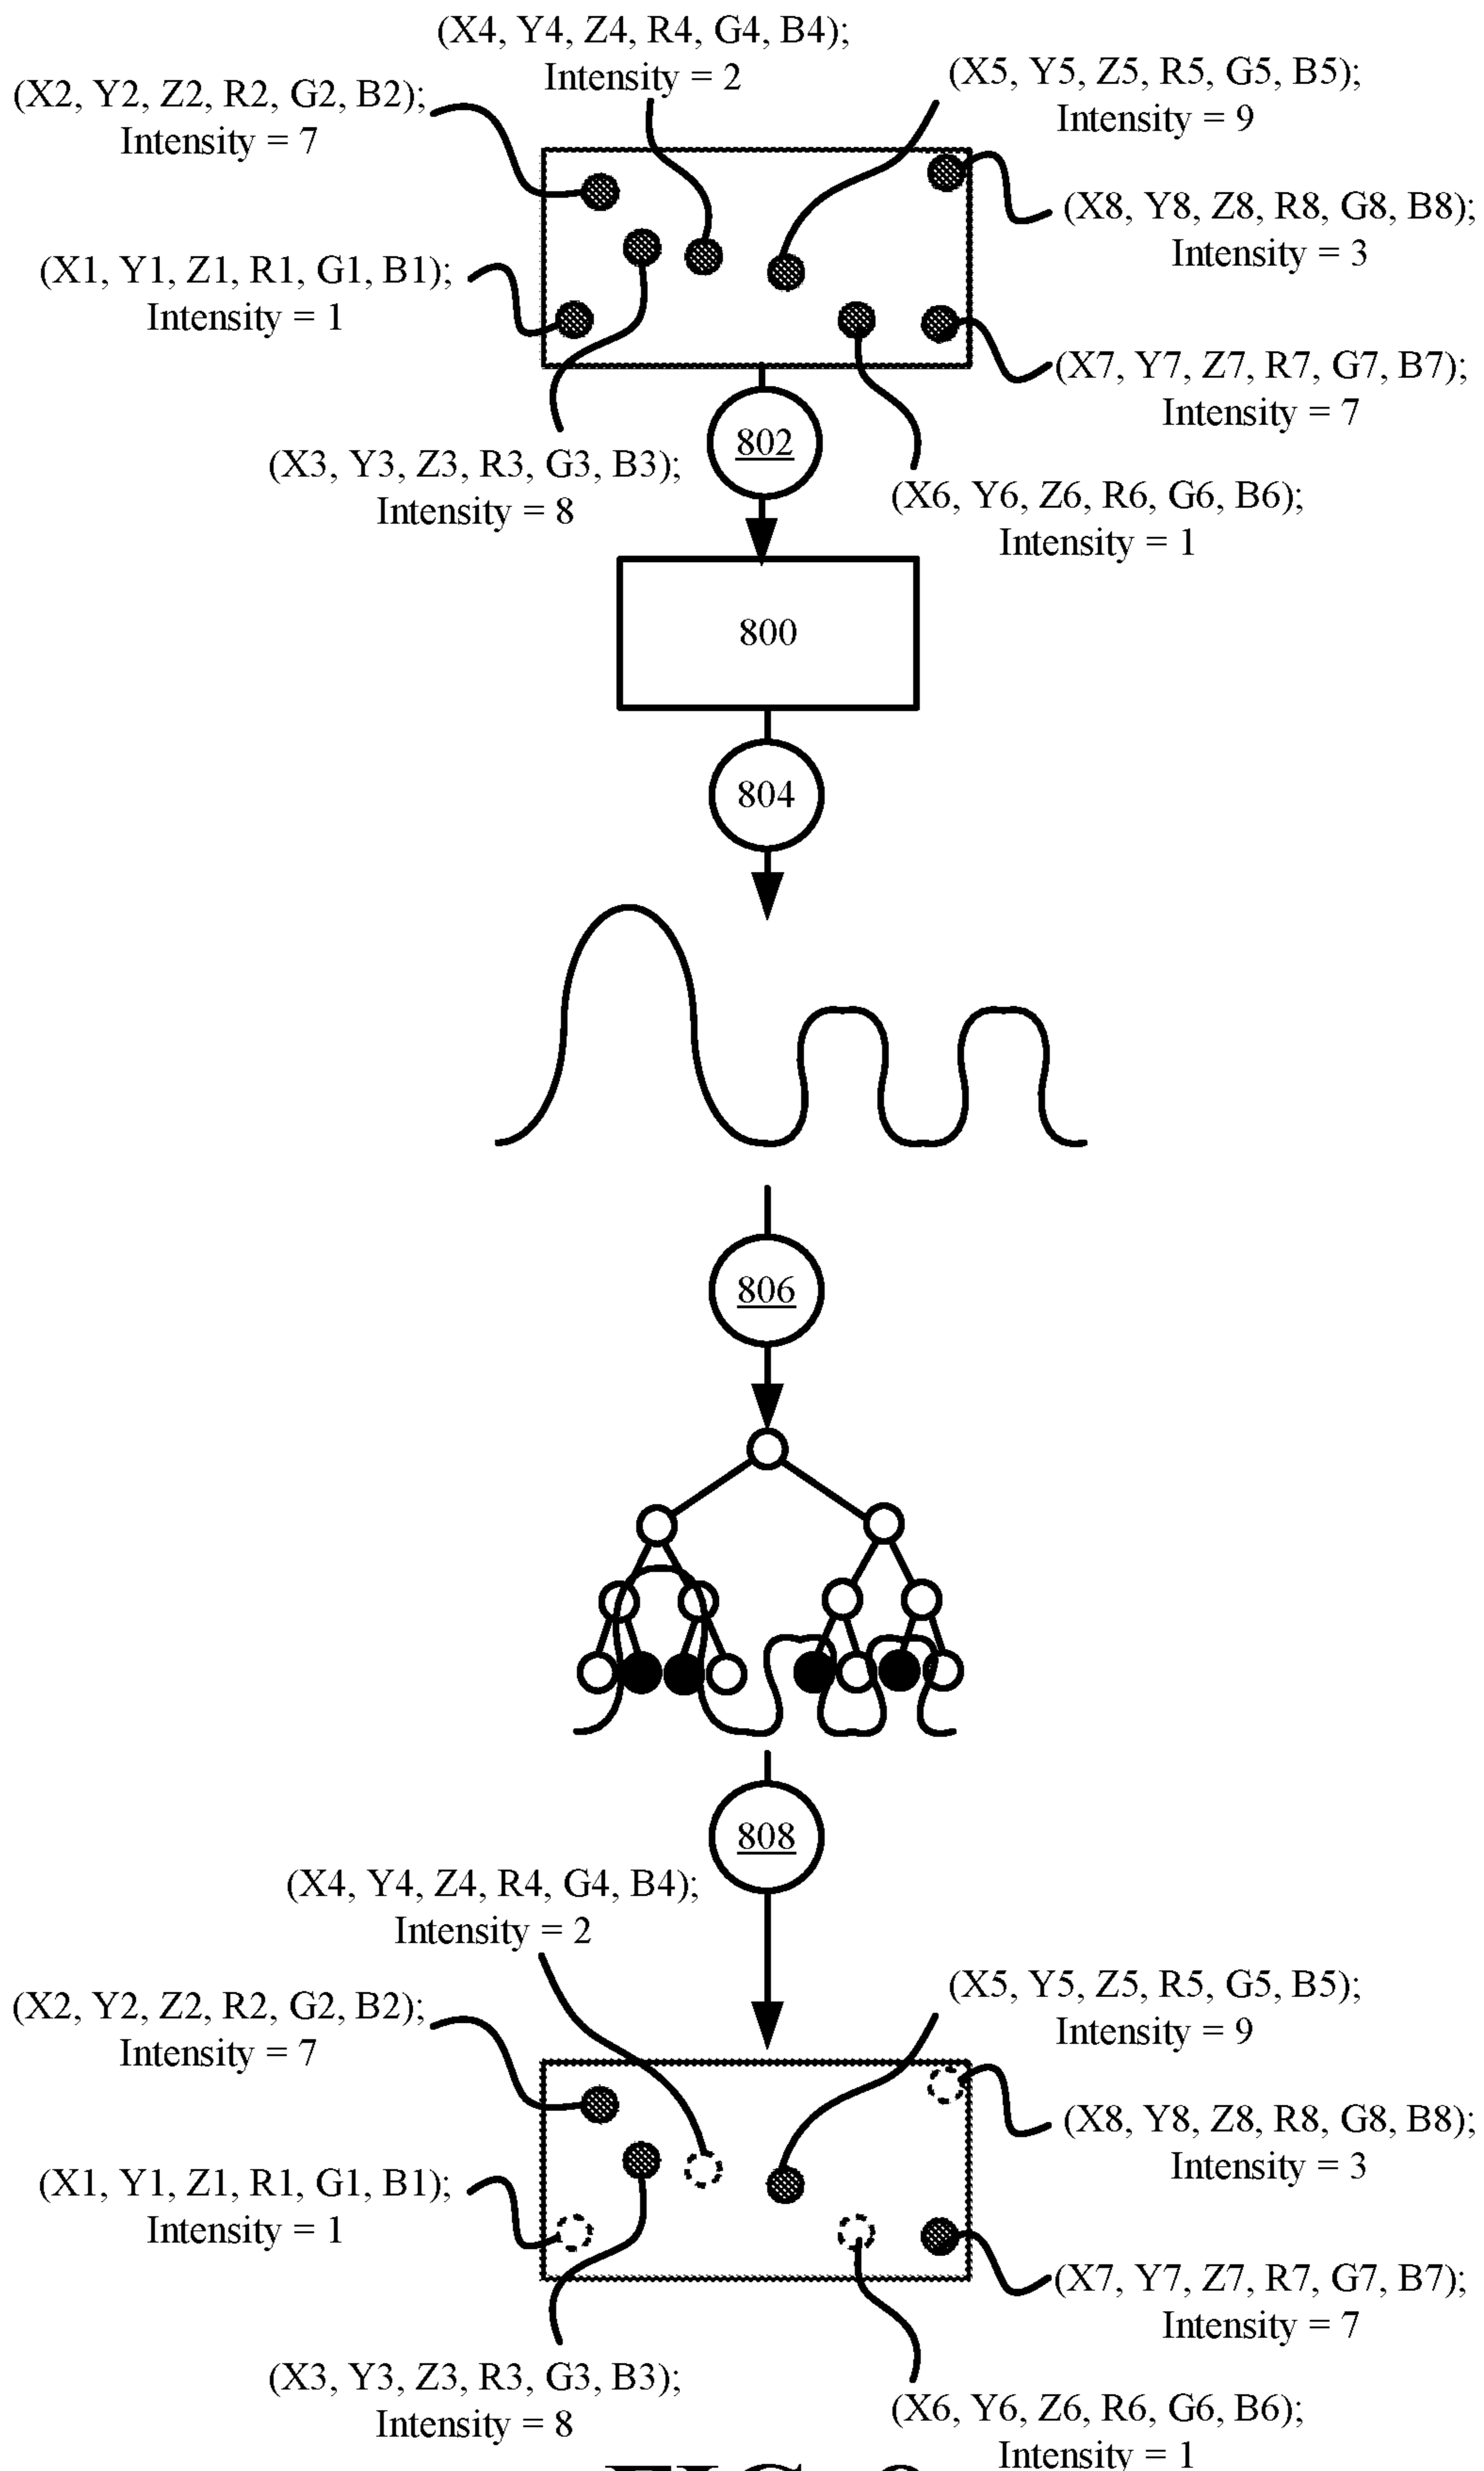 (X4, Y4, Z4, R4, G4, B4);
Intensity = 2
(X2, Y2, Z2, R2, G2, B2);
Intensity = 7
(X5, Y5, Z5, R5, G5, B5);
Intensity = 9
(X8, Y8, Z8, R8, G8, B8);
Intensity = 3
(X1, Y1, Z1, R1, G1, B1);
Intensity = 1
(X7, Y7, Z7, R7, G7, B7);
Intensity = 7
(X3, Y3, Z3, R3, G3, B3);
Intensity = 8
802
(X6, Y6, Z6, R6, G6, B6);
Intensity = 1
800
804
806
808
(X4, Y4, Z4, R4, G4, B4);
Intensity = 2
(X2, Y2, Z2, R2, G2, B2);
Intensity = 7
(X5, Y5, Z5, R5, G5, B5);
Intensity = 9
(X8, Y8, Z8, R8, G8, B8);
Intensity = 3
(X1, Y1, Z1, R1, G1, B1);
Intensity = 1
(X7, Y7, Z7, R7, G7, B7);
Intensity = 7
(X3, Y3, Z3, R3, G3, B3);
Intensity = 8
(X6, Y6, Z6, R6, G6, B6);
Intensity = 1